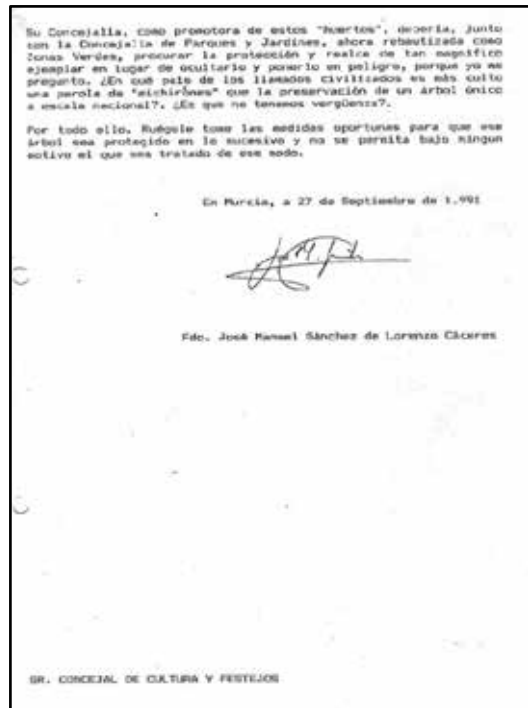 Su Concejalía, como promotora de estos "huertos", debería, junto
con la Concejalía de Parques y Jardines, ahora rebautizada como
Zonas Verdes, procurar la protección y realce de tan magnífico
ejemplar en lugar de ocultarlo y ponerlo en peligro, porque yo me
pregunto. ¿En qué país de los llamados civilizados es más culto
una perola de "michirones" que la preservación de un árbol único
a escala nacional?. ¿Es que no tenemos vergüenza?.
Por todo ello, Ruégole tome las medidas oportunas para que ese
árbol sea protegido en lo sucesivo y no se permita bajo ningun
motivo el que sea tratado de ese modo.
En Murcia, a 27 de Septiembre de 1.991
Fdo. José Manuel Sánchez de Lorenzo Cáceres
SR. CONCEJAL DE CULTURA Y FESTEJOS